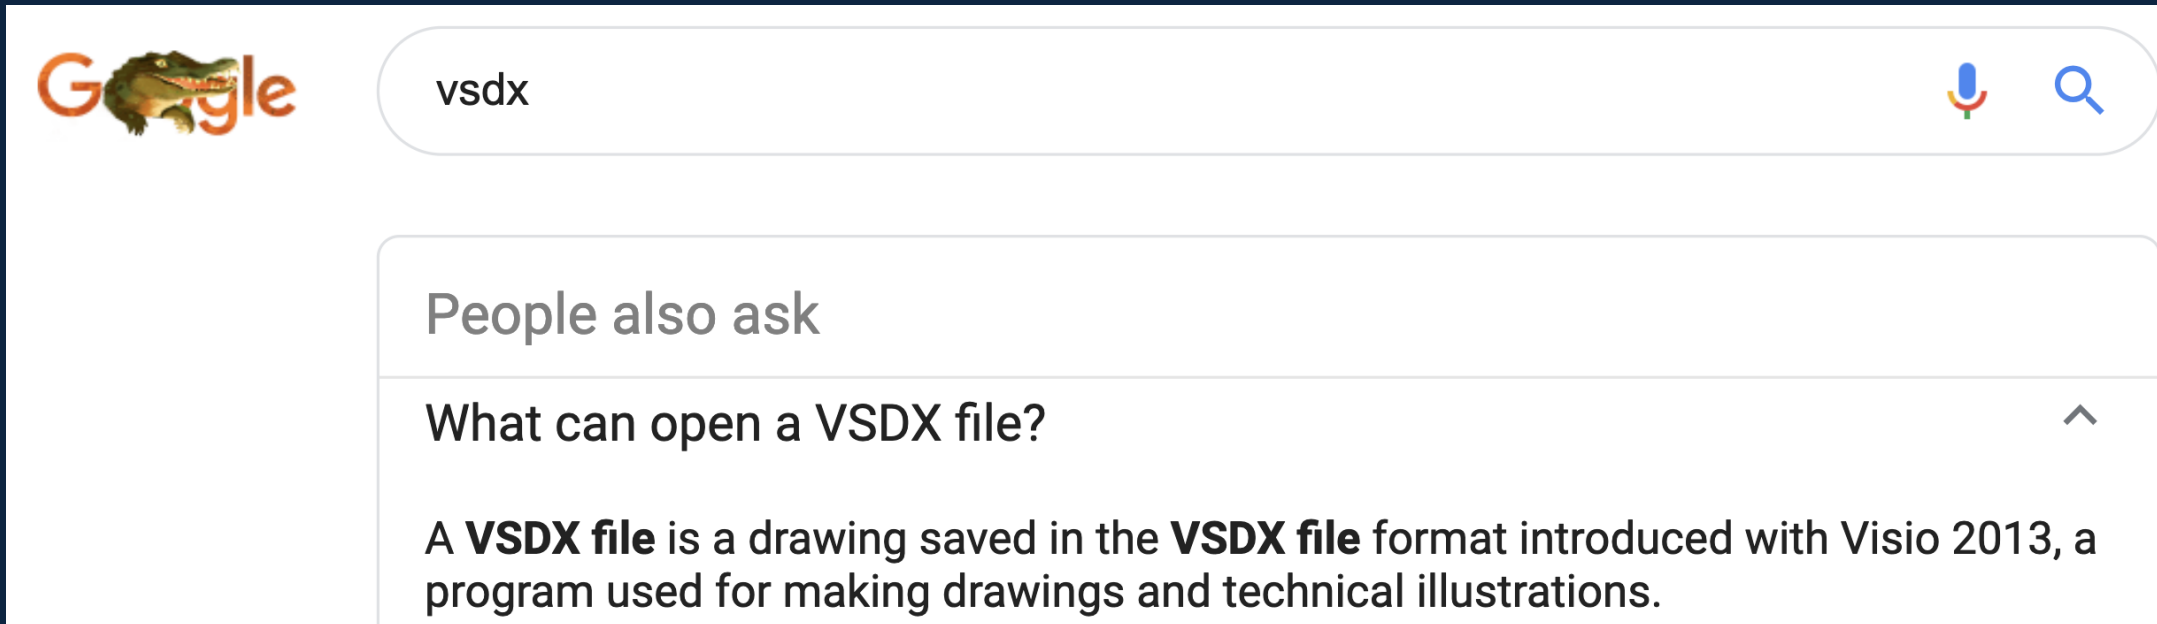 Google
vsdx
People also ask
What can open a VSDX file?
A VSDX file is a drawing saved in the VSDX file format introduced with Visio 2013, a
program used for making drawings and technical illustrations.